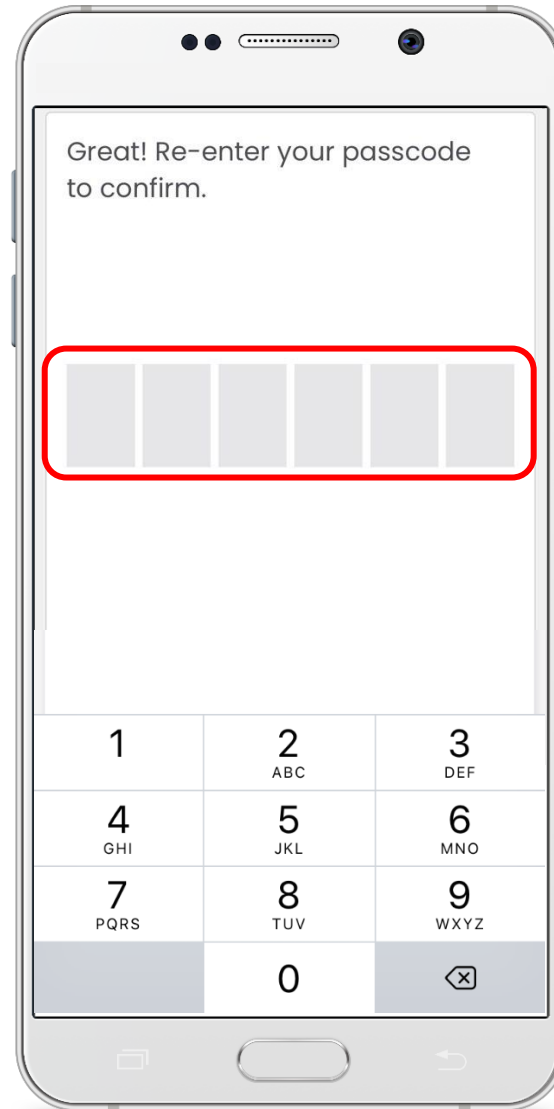 Great! Re-enter your passcode
to confirm.
1
2
3
ABC
DEF
4
5
6
GHI
JKL
MNO
7
8
9
PQRS
TUV
WXYZ
0